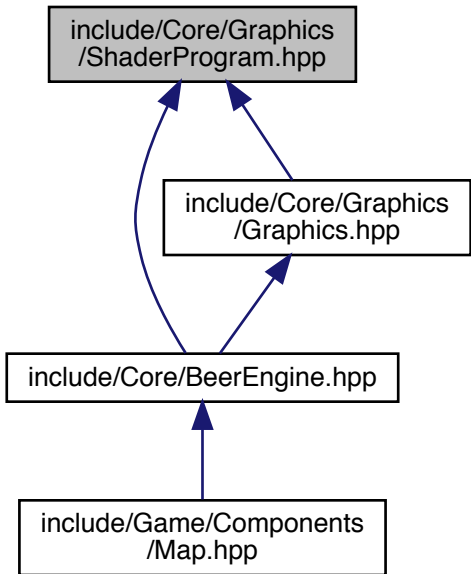 include/Core/Graphics
/ShaderProgram.hpp
include/Core/Graphics
/Graphics.hpp
include/Core/BeerEngine.hpp
include/Game/Components
/Map.hpp